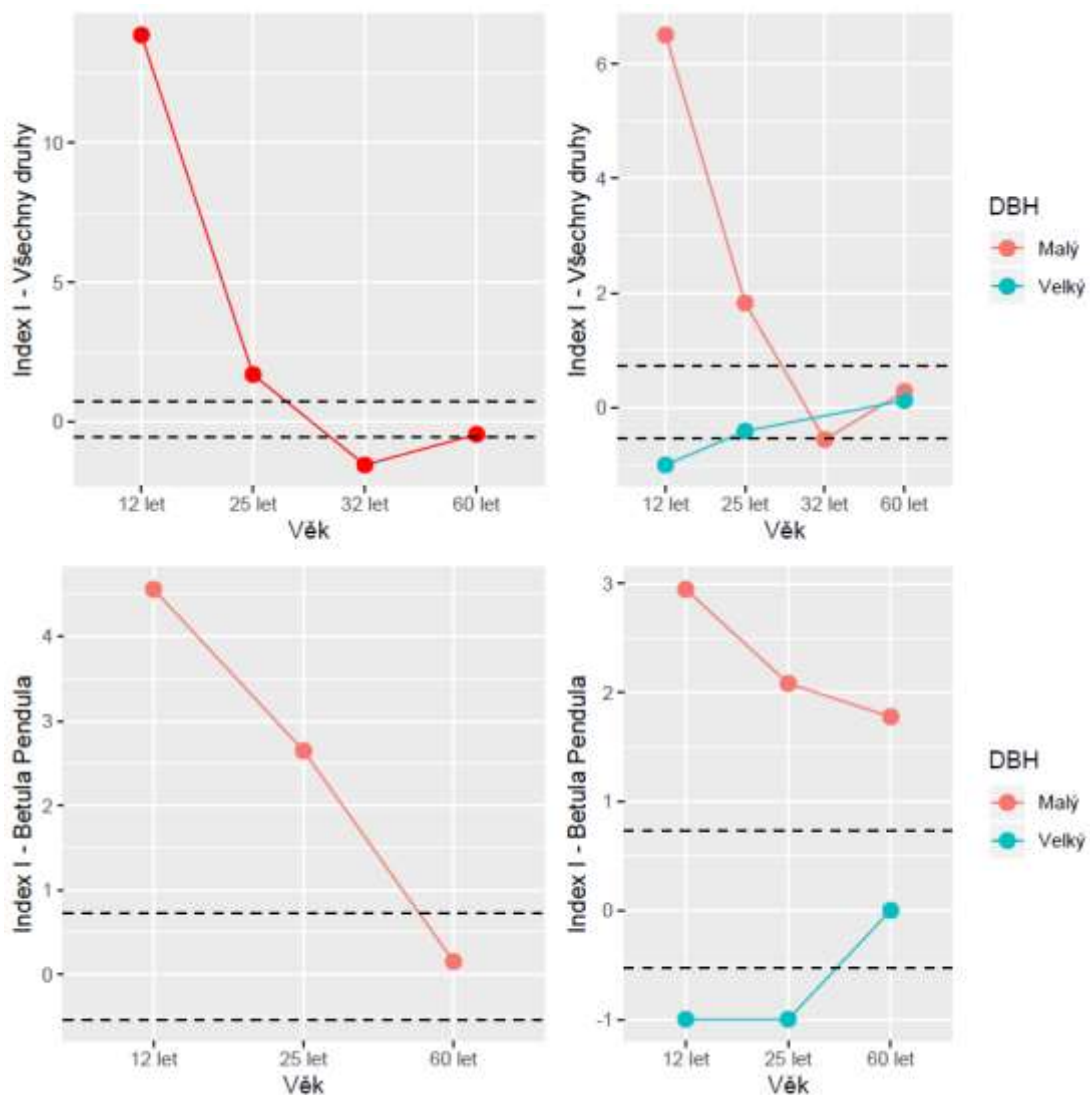 Index I - Všechny druhy
10
5
0
12 let
25 let
32 let
60 let
Věk
Index I - Všechny druhy
6
4
2
0
12 let
25 let
32 let
60 let
Věk
DBH
Malý
Velký
Index I - Betula Pendula
4
3
2
1
0
12 let
25 let
60 let
Věk
Index I - Betula Pendula
3
2
1
0
-1
12 let
25 let
60 let
Věk
DBH
Malý
Velký